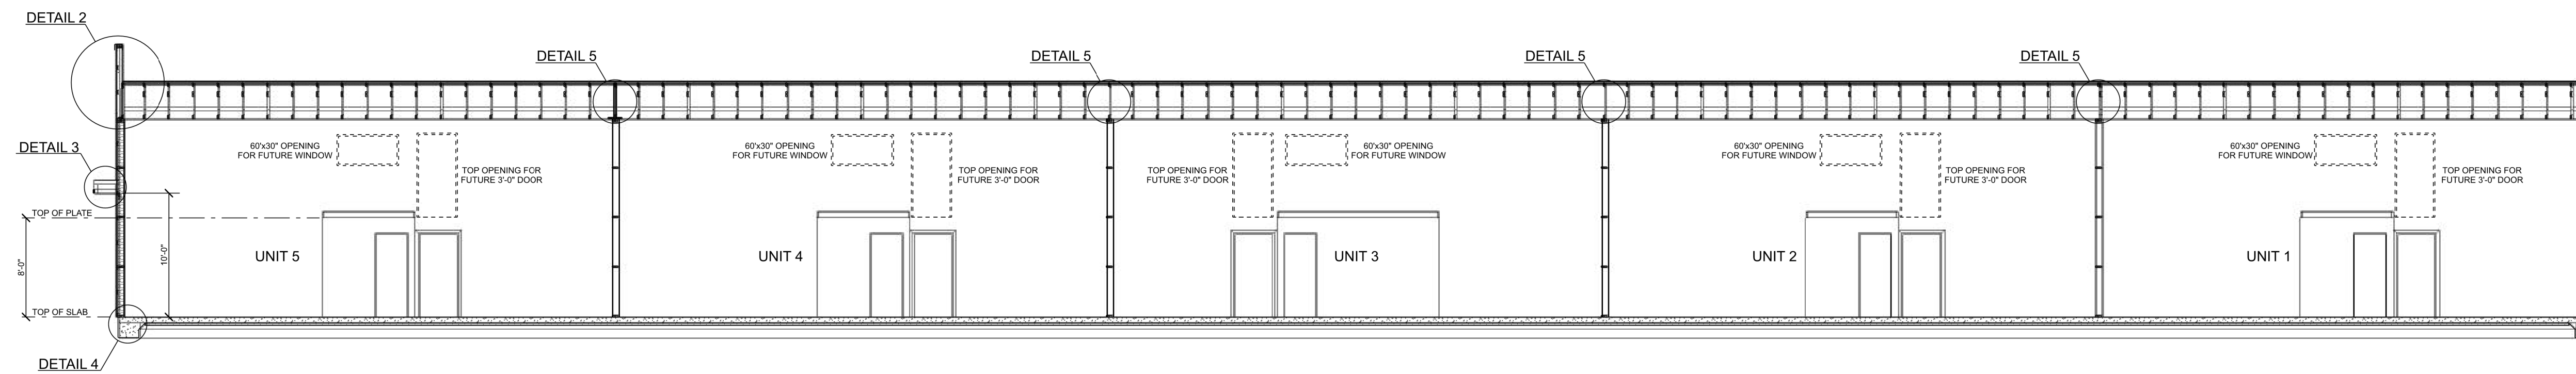 DETAIL 2
DETAIL 5
DETAIL 5
DETAIL 5
DETAIL 5
DETAIL 3
60'x30" OPENING
FOR FUTURE WINDOW
TOP OPENING FOR
FUTURE 3'-0" DOOR
60'x30" OPENING
FOR FUTURE WINDOW
TOP OPENING FOR
FUTURE 3'-0" DOOR
TOP OPENING FOR
FUTURE 3'-0" DOOR
60'x30" OPENING
FOR FUTURE WINDOW
60'x30" OPENING
FOR FUTURE WINDOW
TOP OPENING FOR
FUTURE 3'-0" DOOR
60'x30" OPENING
FOR FUTURE WINDOW
TOP OPENING FOR
FUTURE 3'-0" DOOR
TOP OF PLATE
8'-0"
10'-0"
UNIT 5
UNIT 4
UNIT 3
UNIT 2
UNIT 1
TOP OF SLAB
DETAIL 4